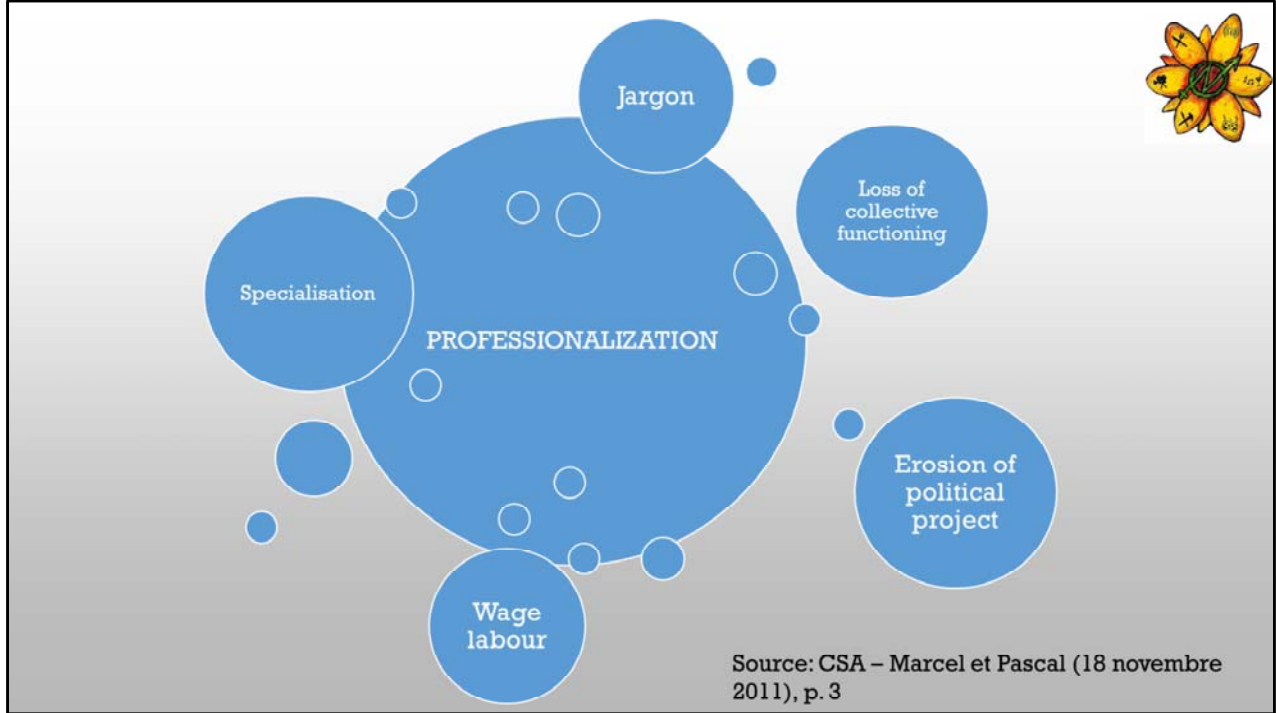 Jargon
Loss of
collective
functioning
Specialisation
PROFESSIONALIZATION
Erosion of
political
project
Wage
labour
Source: CSA – Marcel et Pascal (18 novembre
2011), p. 3